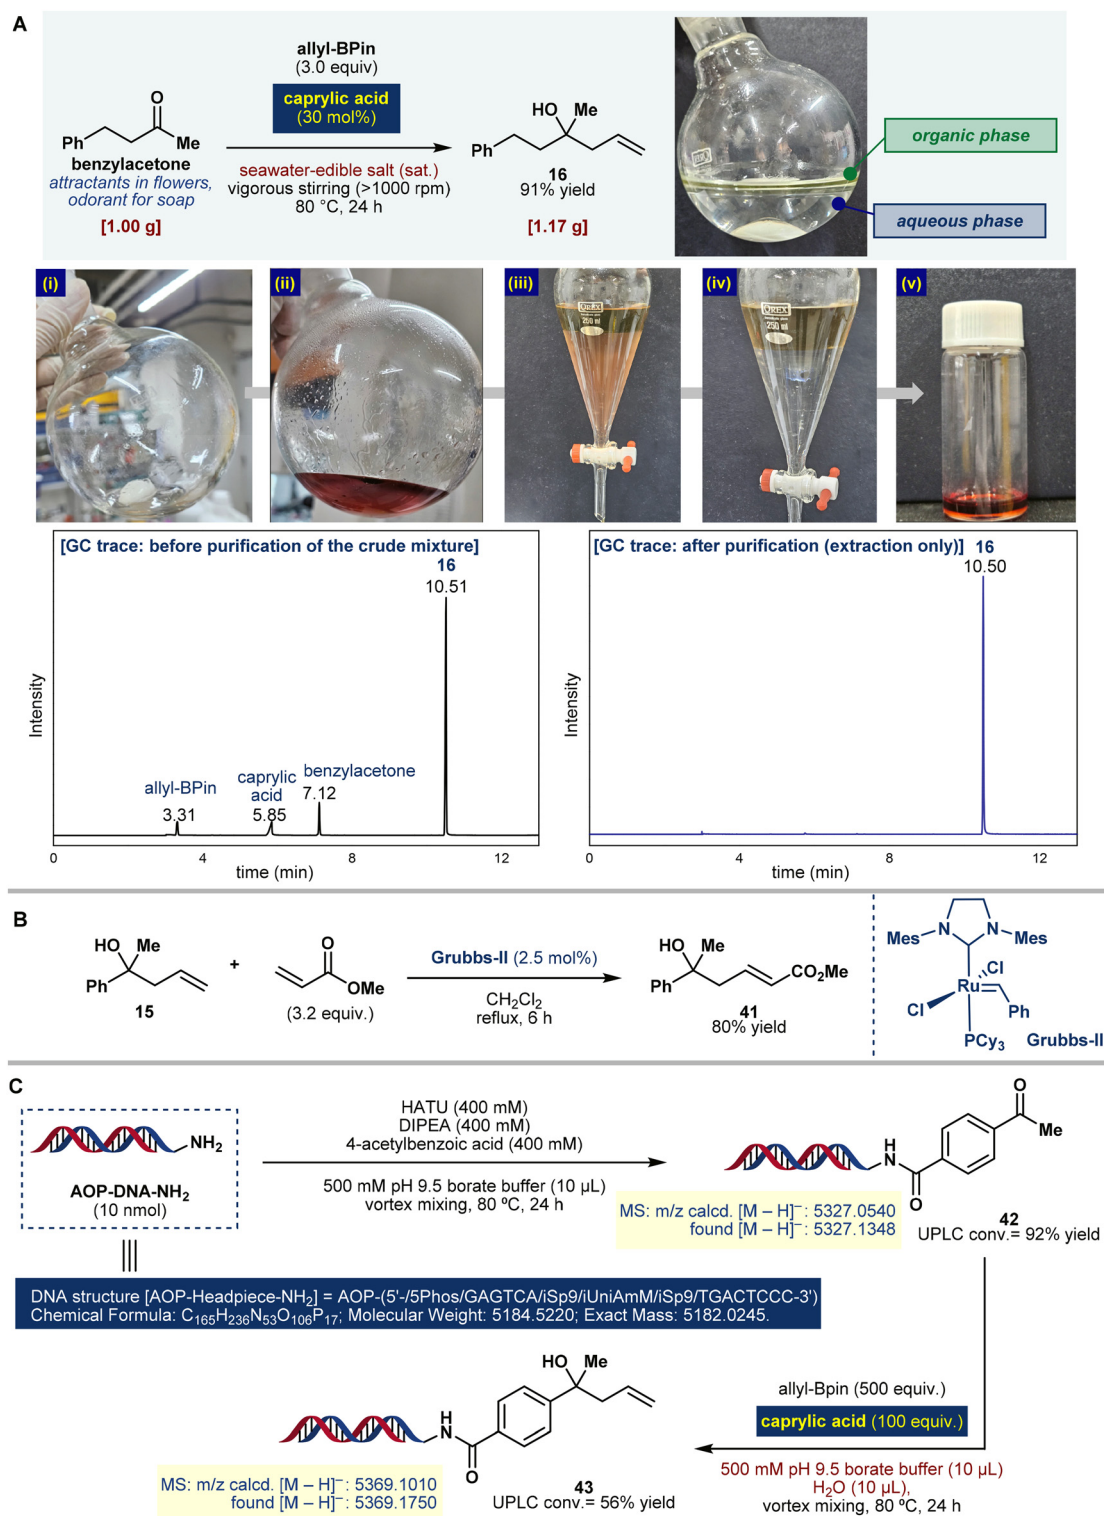 A
allyl-BPin
(3.0 equiv)
caprylic acid
(30 mol%)
O
Ph
Me
benzylacetone
attractants in flowers,
odorant for soap
[1.00 g]
seawater-edible salt (sat.)
vigorous stirring (>1000 rpm)
80 °C, 24 h
HO Me
Ph
16
91% yield
[1.17 g]
organic phase
aqueous phase
(i)
(ii)
(iii)
QREX
250 ml
(iv)
QREX
250 ml
(v)
[GC trace: before purification of the crude mixture]
16
10.51
Intensity
allyl-BPin
3.31
caprylic
acid
5.85
benzylacetone
7.12
0 4 8 12
time (min)
[GC trace: after purification (extraction only)] 16
10.50
Intensity
0 4 8 12
time (min)
B
HO Me
Ph
15
+
O
OMe
(3.2 equiv.)
Grubbs-II (2.5 mol%)
CH₂Cl₂
reflux, 6 h
HO Me
Ph
CO₂Me
41
80% yield
Mes N N Mes
Cl
Ru
Cl
Ph
PCy₃ Grubbs-II
C
NH₂
AOP-DNA-NH₂
(10 nmol)
HATU (400 mM)
DIPEA (400 mM)
4-acetylbenzoic acid (400 mM)
500 mM pH 9.5 borate buffer (10 µL)
vortex mixing, 80 ºC, 24 h
O
Me
H
N
O
MS: m/z calcd. [M – H]⁻: 5327.0540
found [M – H]⁻: 5327.1348
42
UPLC conv.= 92% yield
DNA structure [AOP-Headpiece-NH₂] = AOP-(5'-/5Phos/GAGTCA/iSp9/iUniAmM/iSp9/TGACTCCC-3')
Chemical Formula: C₁₆₅H₂₃₆N₅₃O₁₀₆P₁₇; Molecular Weight: 5184.5220; Exact Mass: 5182.0245.
HO Me
H
N
O
MS: m/z calcd. [M – H]⁻: 5369.1010
found [M – H]⁻: 5369.1750
43
UPLC conv.= 56% yield
allyl-Bpin (500 equiv.)
caprylic acid (100 equiv.)
500 mM pH 9.5 borate buffer (10 µL)
H₂O (10 µL),
vortex mixing, 80 ºC, 24 h